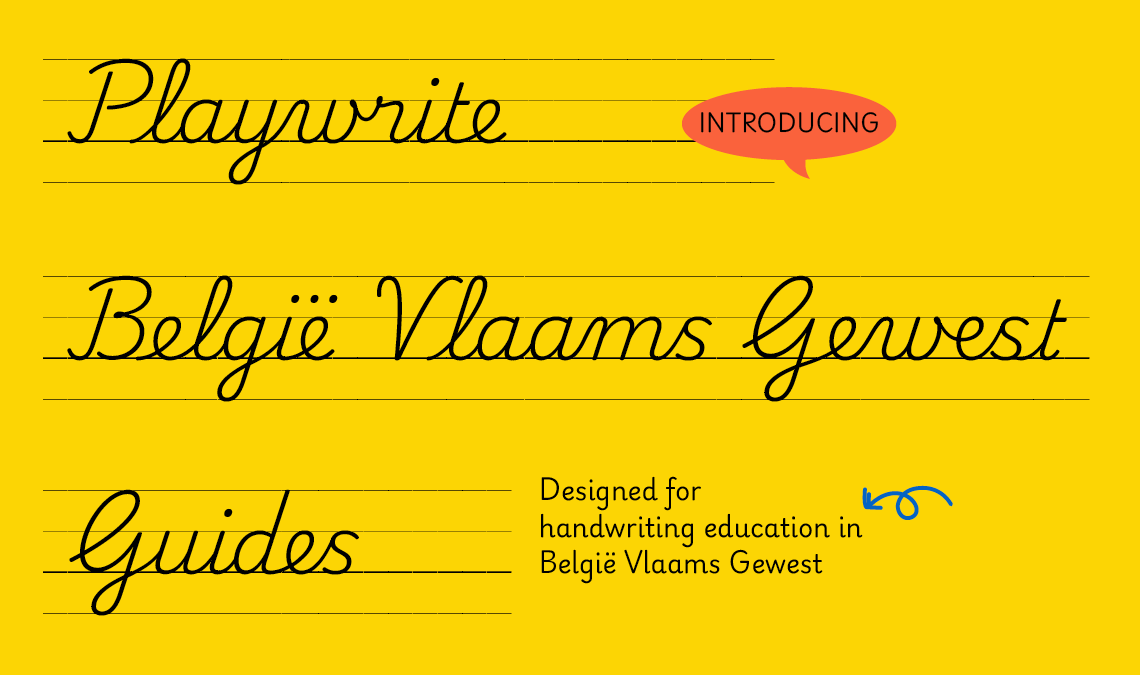 Playwrite
INTRODUCING
België Vlaams Gewest
Guides
Designed for
handwriting education in
België Vlaams Gewest